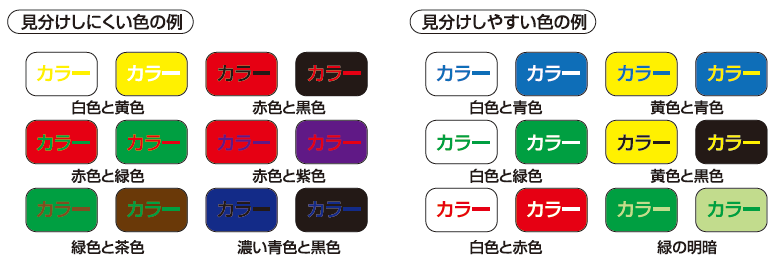 見分けしにくい色の例
カラー カラー カラー カラー
白色と黄色 赤色と黒色
カラー カラー カラー カラー
赤色と緑色 赤色と紫色
カラー カラー カラー カラー
緑色と茶色 濃い青色と黒色
見分けしやすい色の例
カラー カラー カラー カラー
白色と青色 黄色と青色
カラー カラー カラー カラー
白色と緑色 黄色と黒色
カラー カラー カラー カラー
白色と赤色 緑の明暗